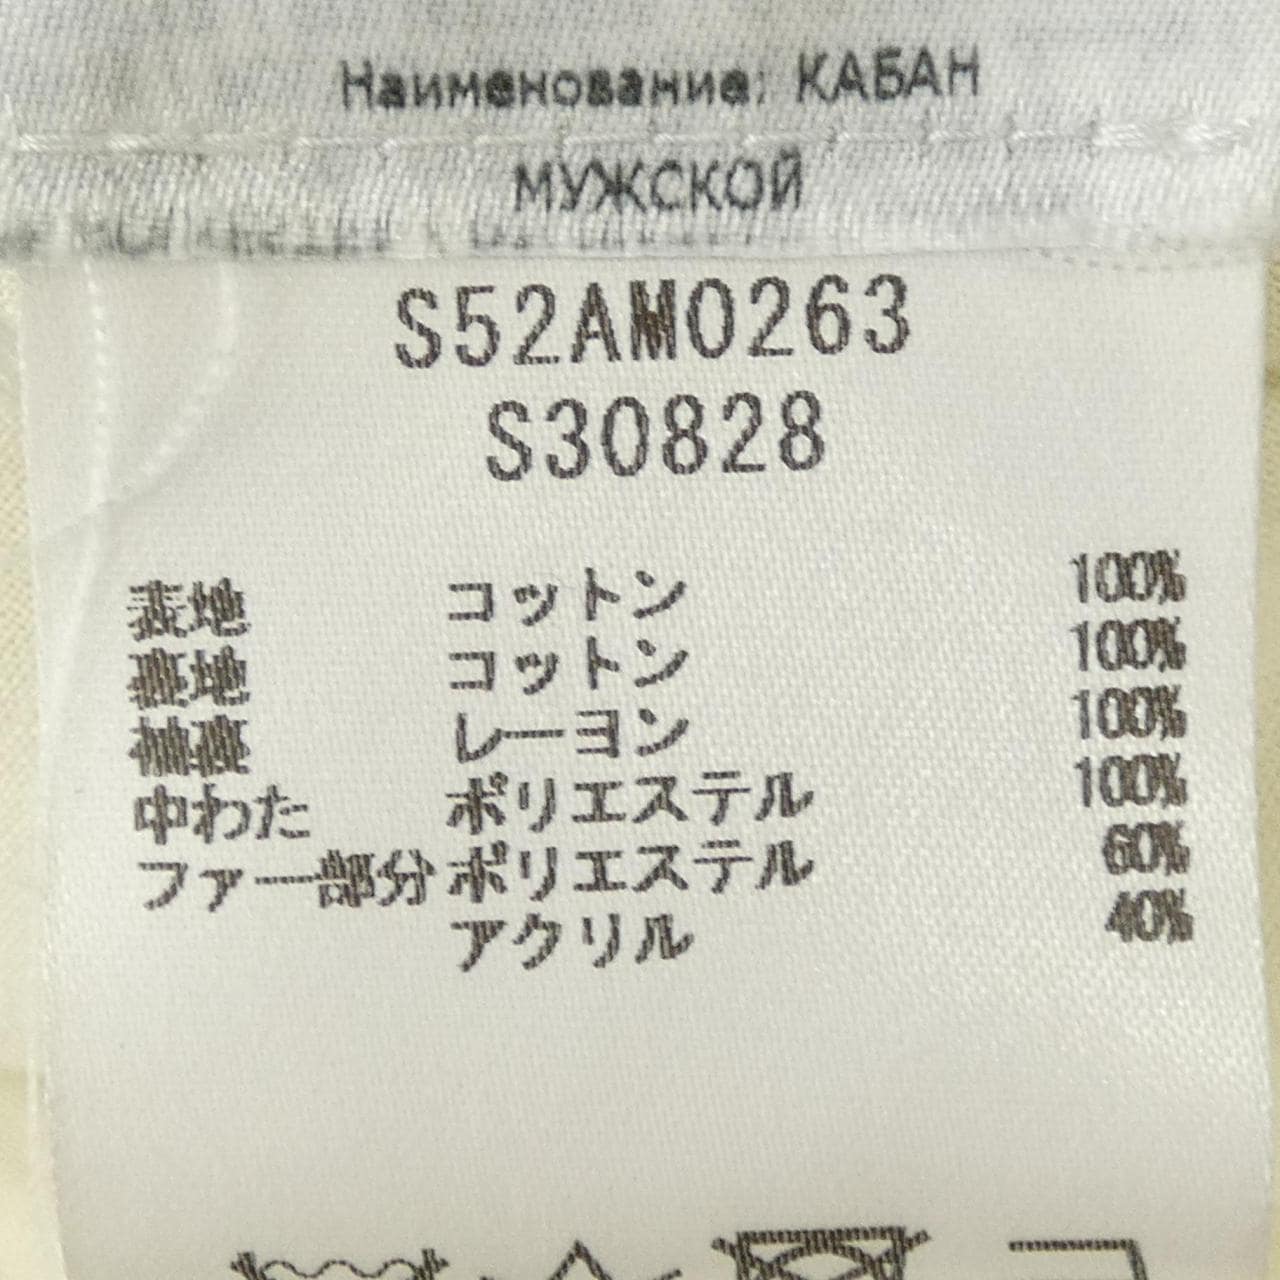 Наименование: КАБАН
МУЖСКОЙ
S52AM0263
S30828
表地 コットン 100%
裏地 コットン 100%
袖裏 レーヨン 100%
中わた ポリエステル 100%
ファー部分 ポリエステル 60%
アクリル 40%